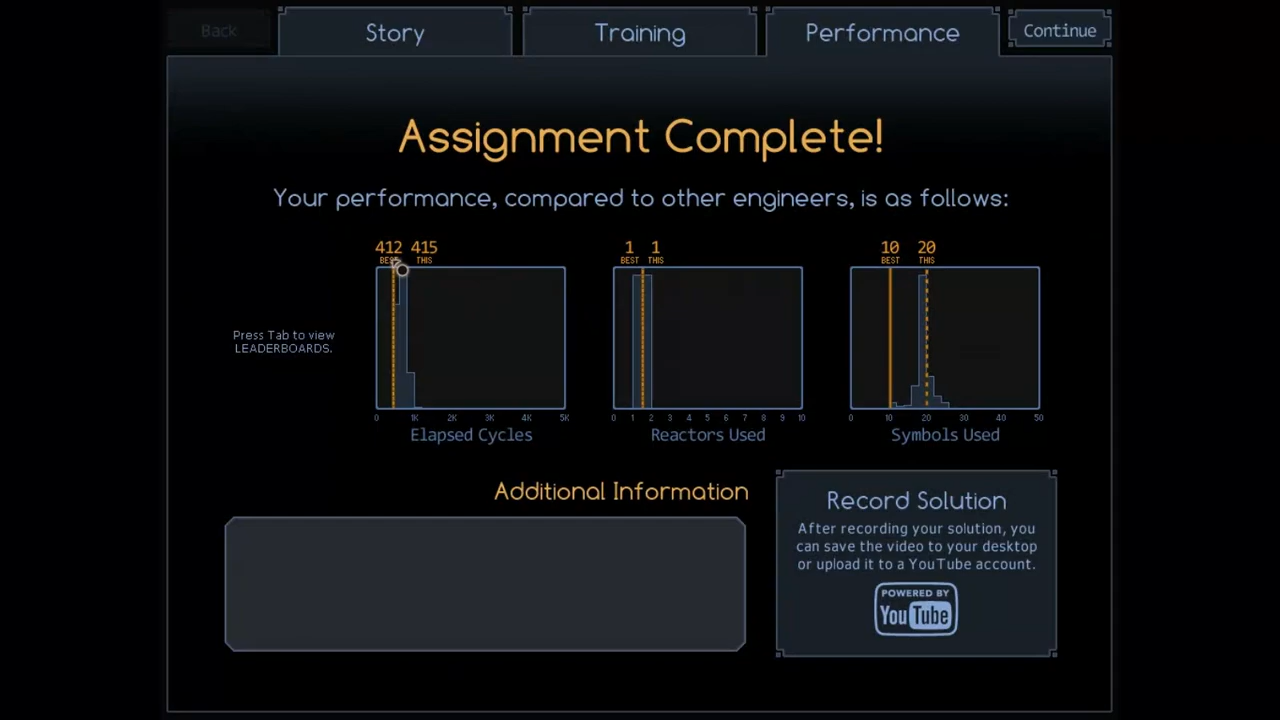 Back
Story
Training
Performance
Continue
Assignment Complete!
Your performance, compared to other engineers, is as follows:
412 415
BEST THIS
1 1
BEST THIS
10 20
BEST THIS
Press Tab to view
LEADERBOARDS.
0 1K 2K 3K 4K 5K
0 1 2 3 4 5 6 7 8 9 10
0 10 20 30 40 50
Elapsed Cycles
Reactors Used
Symbols Used
Additional Information
Record Solution
After recording your solution, you
can save the video to your desktop
or upload it to a YouTube account.
POWERED BY
YouTube